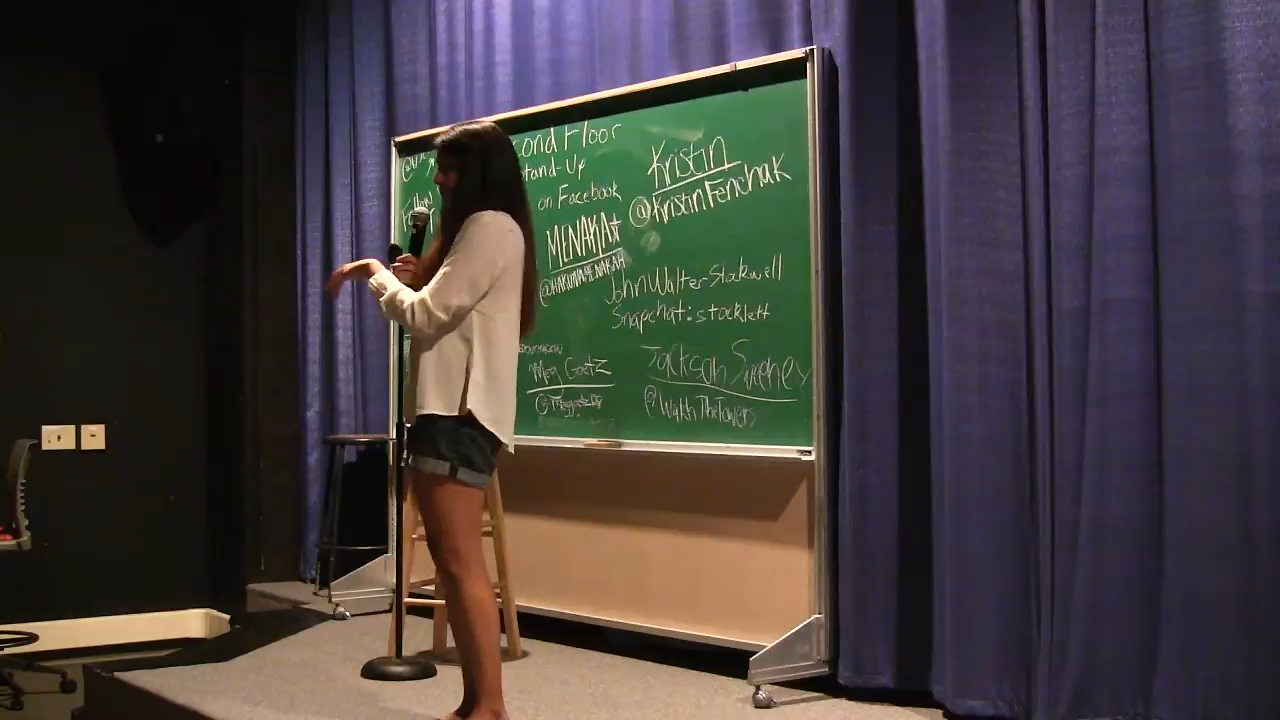 cond Floor
Stand-Up
on Facebook
Kristin
@KristinFenchak
MENAKA
@HAKUNAMENAKAH
John Walter Stockwell
Snapchat: stocklett
Meg Goetz
Jackson Sweeney
@WatchTheTowers